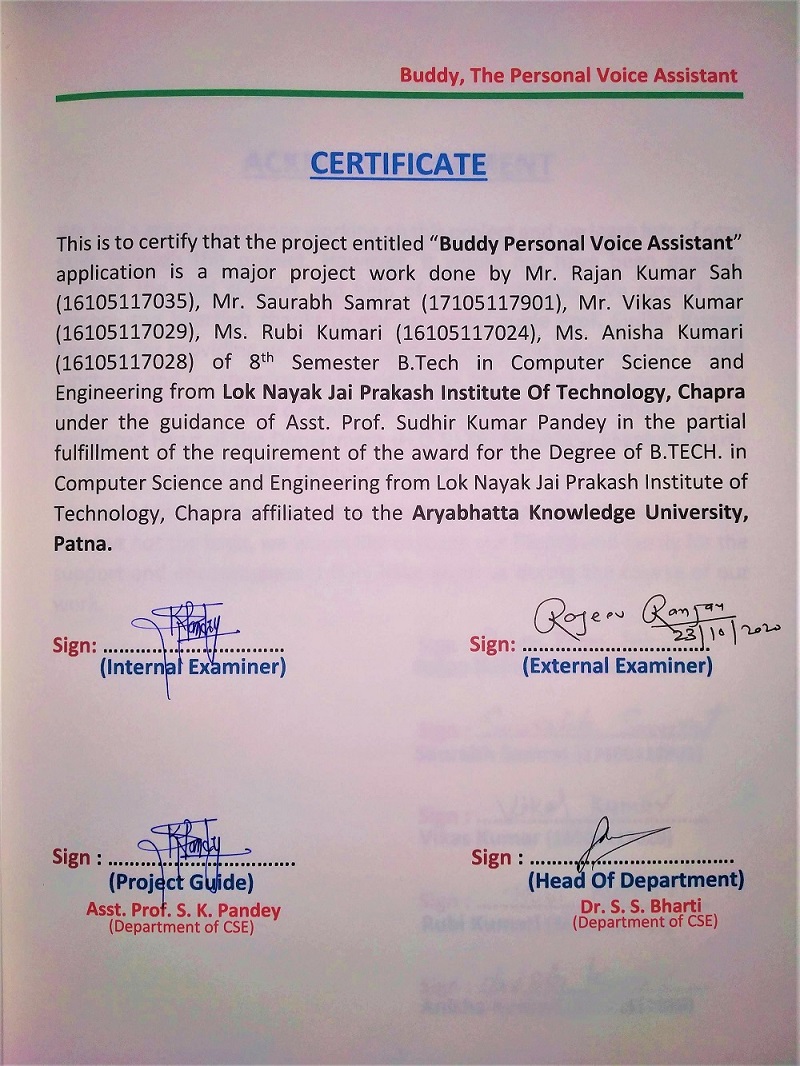 Buddy, The Personal Voice Assistant
CERTIFICATE
This is to certify that the project entitled “Buddy Personal Voice Assistant”
application is a major project work done by Mr. Rajan Kumar Sah
(16105117035), Mr. Saurabh Samrat (17105117901), Mr. Vikas Kumar
(16105117029), Ms. Rubi Kumari (16105117024), Ms. Anisha Kumari
(16105117028) of 8th Semester B.Tech in Computer Science and
Engineering from Lok Nayak Jai Prakash Institute Of Technology, Chapra
under the guidance of Asst. Prof. Sudhir Kumar Pandey in the partial
fulfillment of the requirement of the award for the Degree of B.TECH. in
Computer Science and Engineering from Lok Nayak Jai Prakash Institute of
Technology, Chapra affiliated to the Aryabhatta Knowledge University,
Patna.
Rajeev Ranjan
23/10/2020
Sign: ................................ Sign: ................................
(Internal Examiner) (External Examiner)
Sign : ................................ Sign : ................................
(Project Guide) (Head Of Department)
Asst. Prof. S. K. Pandey Dr. S. S. Bharti
(Department of CSE) (Department of CSE)